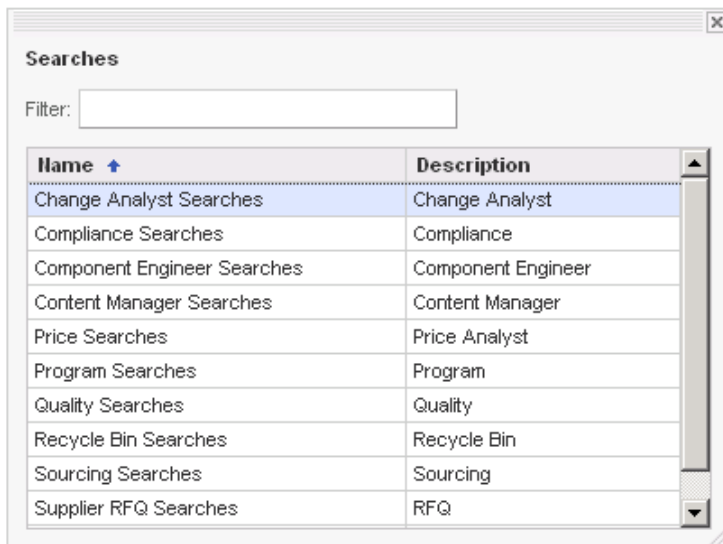 Searches
Filter:
Name Description
Change Analyst Searches Change Analyst
Compliance Searches Compliance
Component Engineer Searches Component Engineer
Content Manager Searches Content Manager
Price Searches Price Analyst
Program Searches Program
Quality Searches Quality
Recycle Bin Searches Recycle Bin
Sourcing Searches Sourcing
Supplier RFQ Searches RFQ